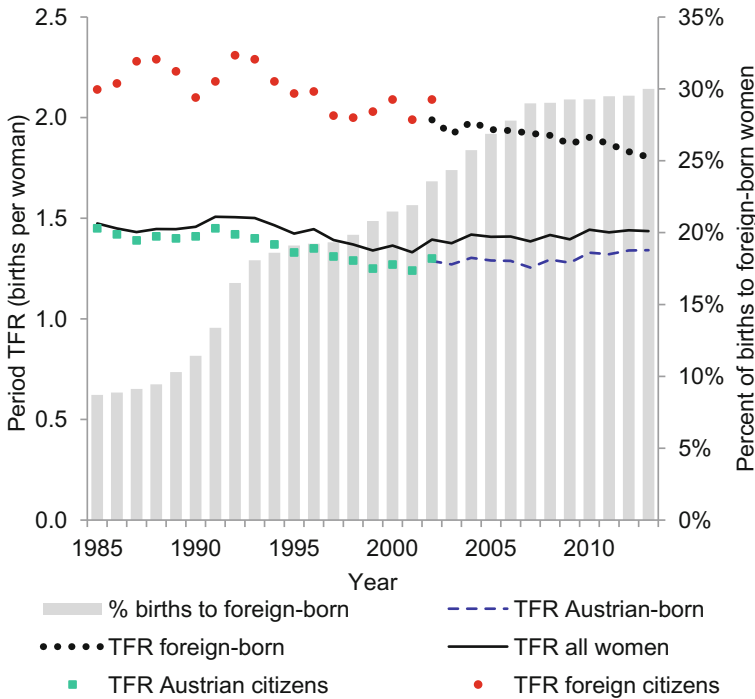 2.5
2.0
1.5
1.0
0.5
0.0
Period TFR (births per woman)
35%
30%
25%
20%
15%
10%
5%
0%
Percent of births to foreign-born women
1985 1990 1995 2000 2005 2010
Year
% births to foreign-born TFR Austrian-born
TFR foreign-born TFR all women
TFR Austrian citizens TFR foreign citizens